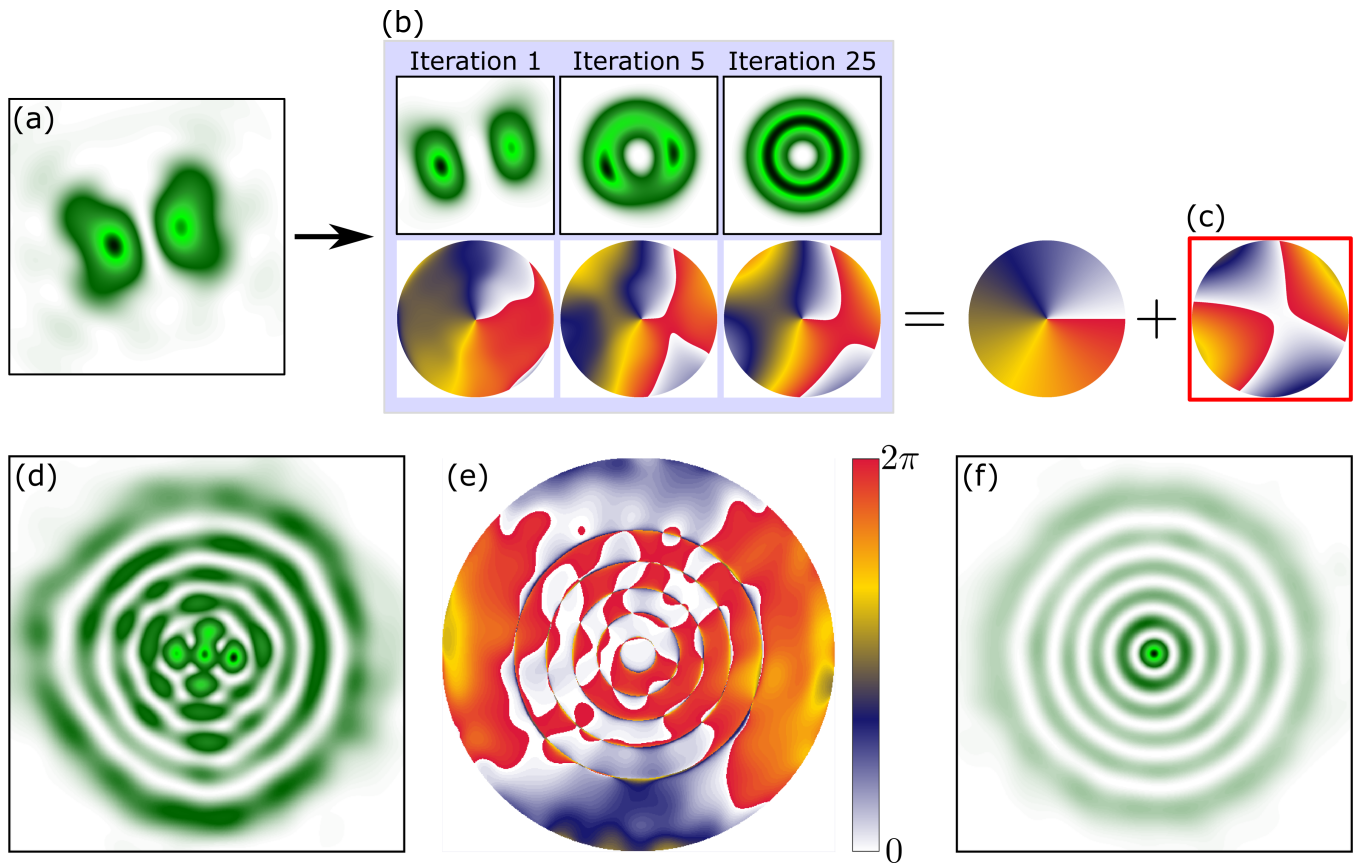 (b)
Iteration 1 Iteration 5 Iteration 25
(a)
(c)
= +
(d)
(e)
2π
0
(f)